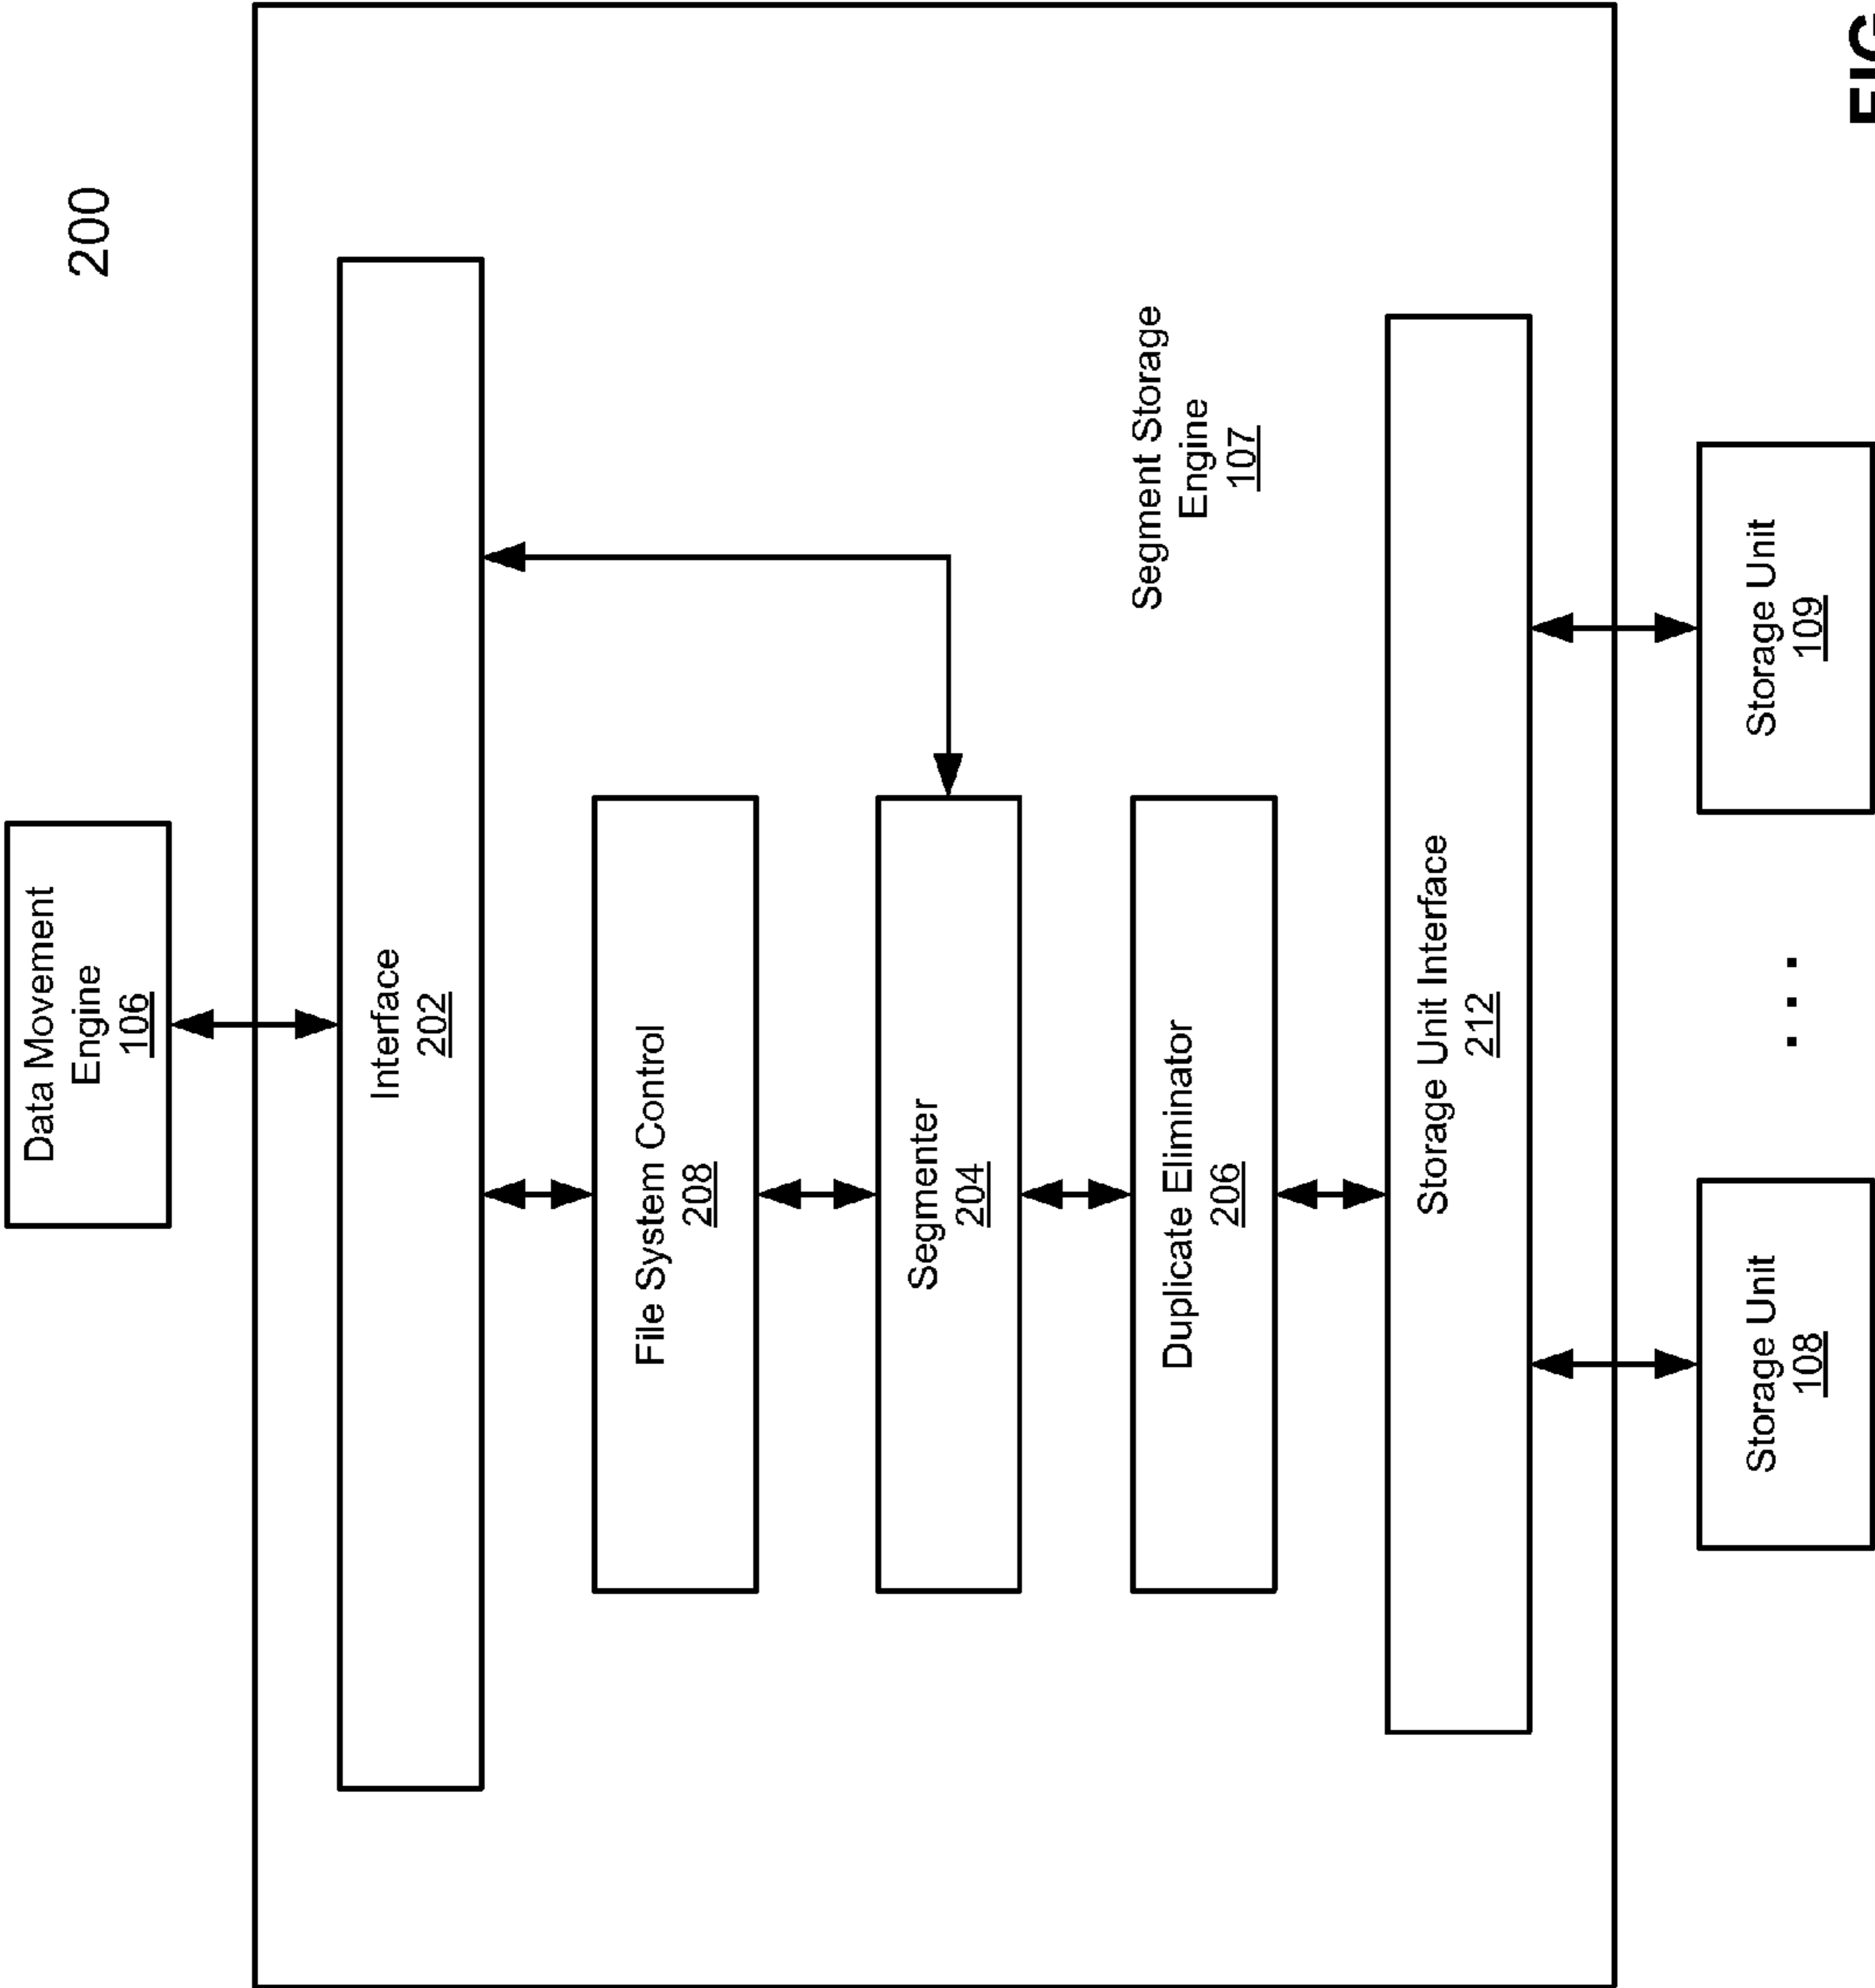 Data Movement
Engine
106
200
Interface
202
File System Control
208
Segmenter
204
Duplicate Eliminator
206
Segment Storage
Engine
107
Storage Unit Interface
212
Storage Unit
108
...
Storage Unit
109
FIG